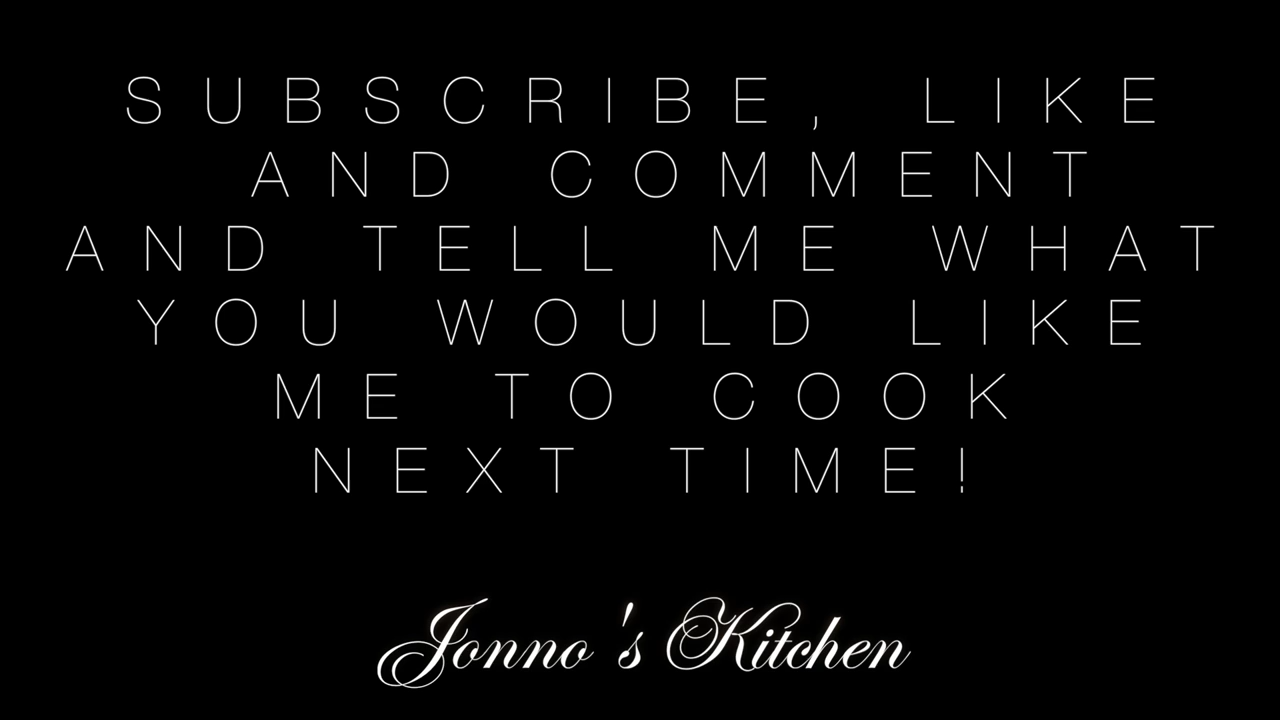 SUBSCRIBE, LIKE
AND COMMENT
AND TELL ME WHAT
YOU WOULD LIKE
ME TO COOK
NEXT TIME!
Jonno's Kitchen